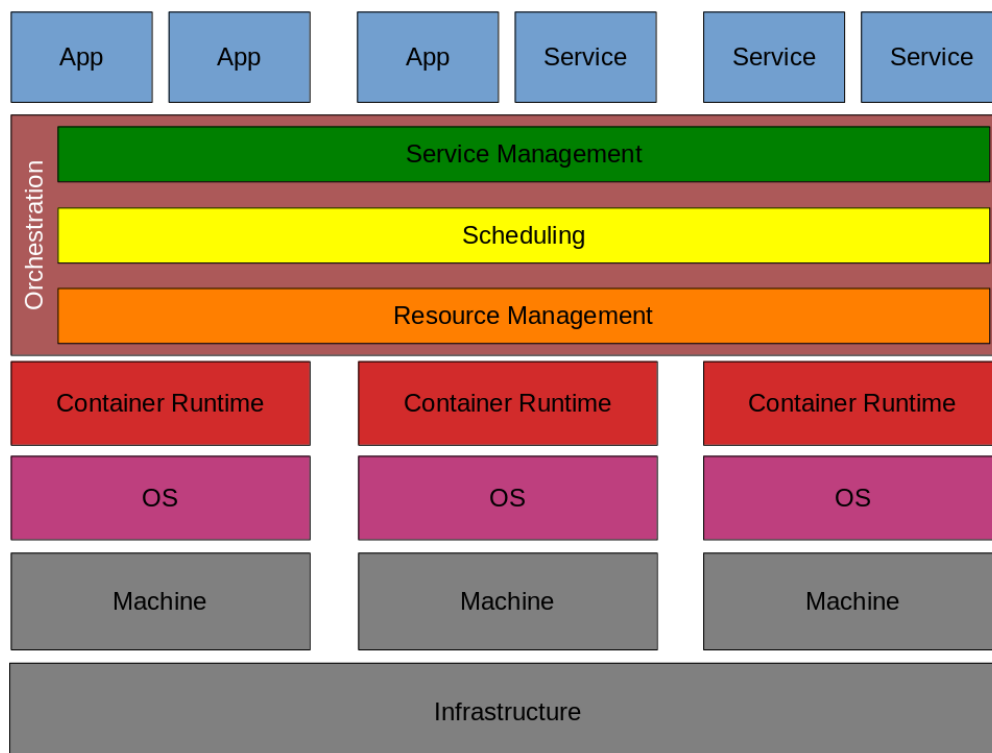 App
App
App
Service
Service
Service
Orchestration
Service Management
Scheduling
Resource Management
Container Runtime
Container Runtime
Container Runtime
OS
OS
OS
Machine
Machine
Machine
Infrastructure